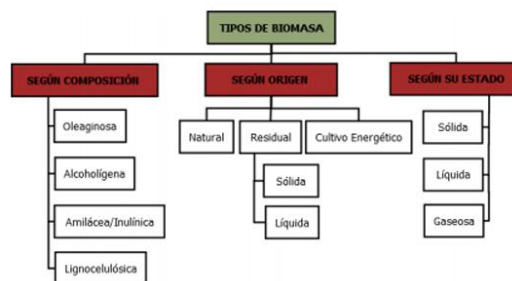 TIPOS DE BIOMASA
SEGÚN COMPOSICIÓN
SEGÚN ORIGEN
SEGÚN SU ESTADO
Oleaginosa
Alcoholígena
Amilácea/Inulínica
Lignocelulósica
Natural
Residual
Cultivo Energético
Sólida
Líquida
Sólida
Líquida
Gaseosa